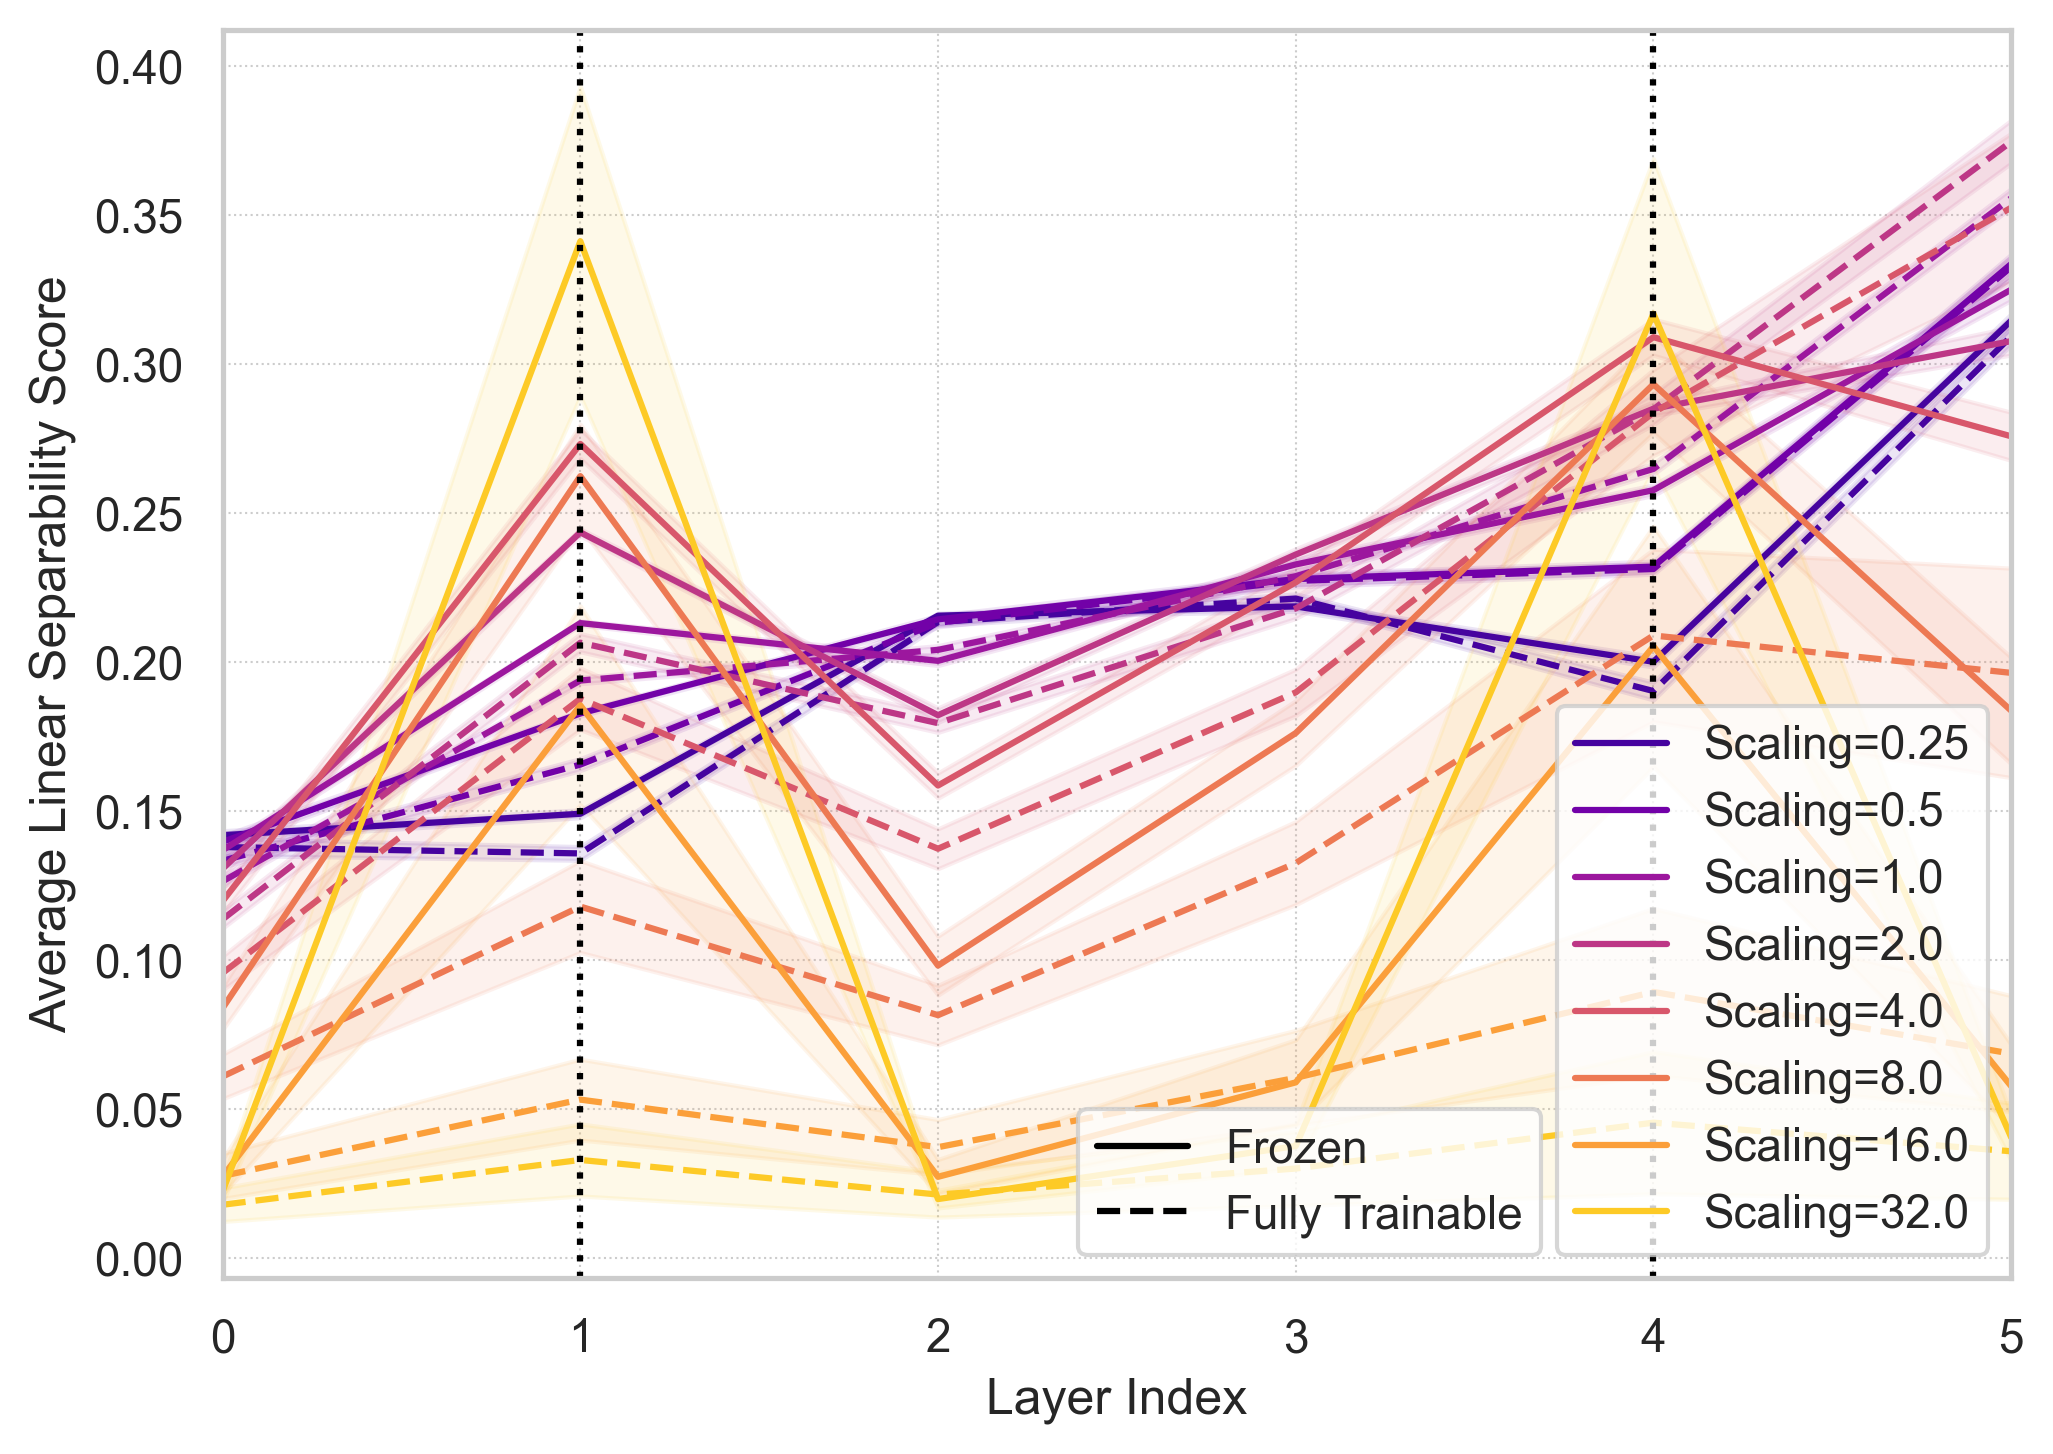 0.40
0.35
0.30
0.25
0.20
0.15
0.10
0.05
0.00
Average Linear Separability Score
0
1
2
3
4
5
Layer Index
Frozen
Fully Trainable
Scaling=0.25
Scaling=0.5
Scaling=1.0
Scaling=2.0
Scaling=4.0
Scaling=8.0
Scaling=16.0
Scaling=32.0